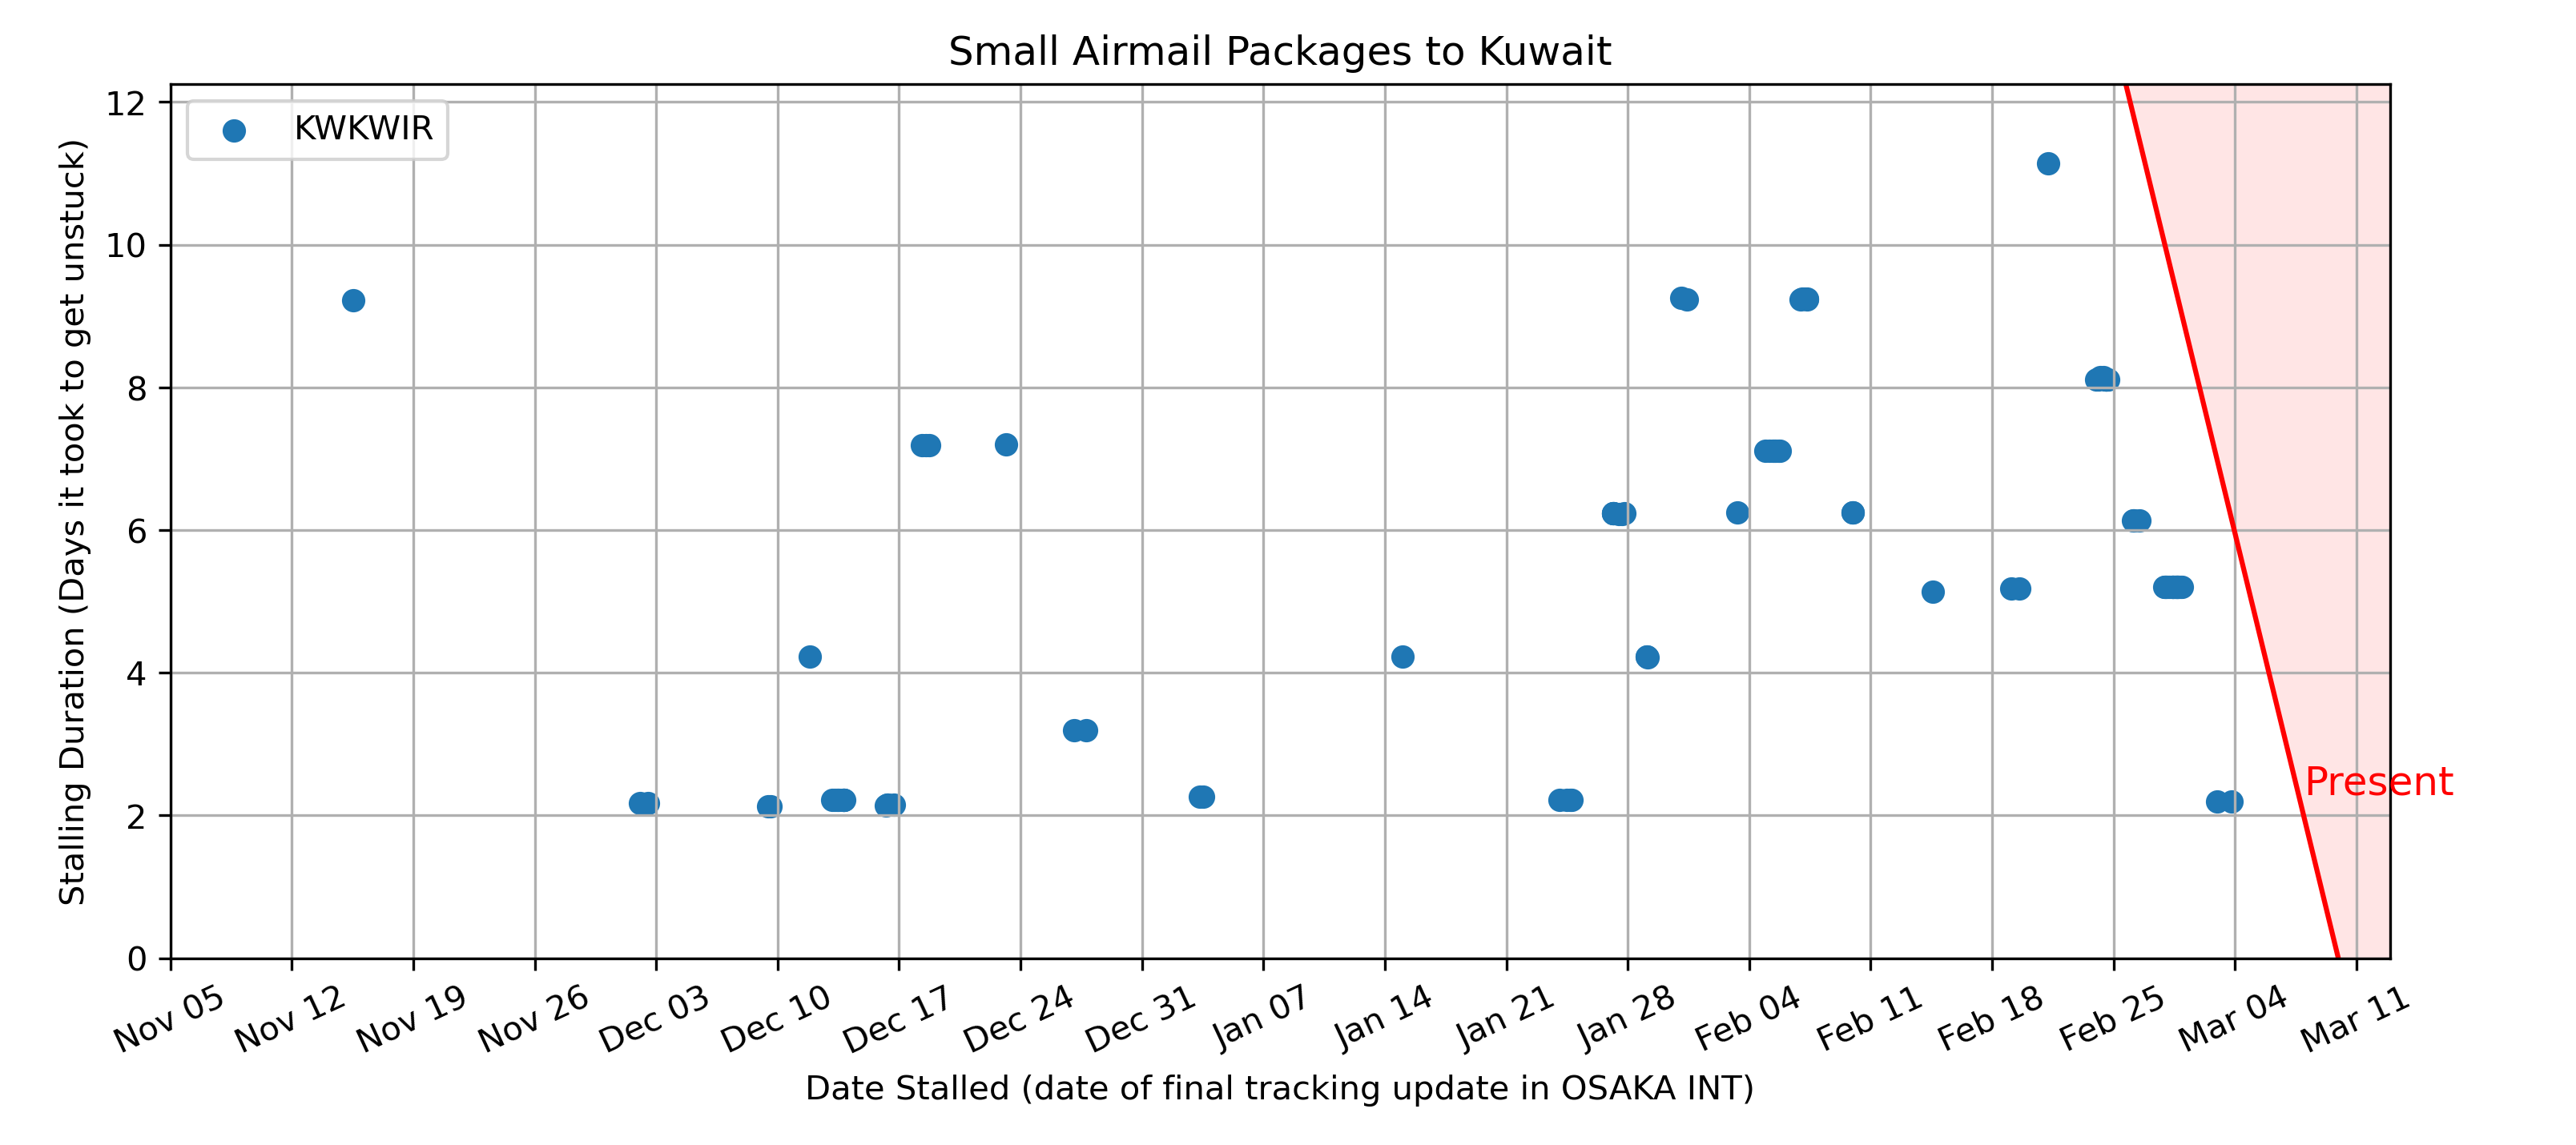 Small Airmail Packages to Kuwait
KWKWIR
Stalling Duration (Days it took to get unstuck)
12
10
8
6
4
2
0
Present
Nov 05
Nov 12
Nov 19
Nov 26
Dec 03
Dec 10
Dec 17
Dec 24
Dec 31
Jan 07
Jan 14
Jan 21
Jan 28
Feb 04
Feb 11
Feb 18
Feb 25
Mar 04
Mar 11
Date Stalled (date of final tracking update in OSAKA INT)